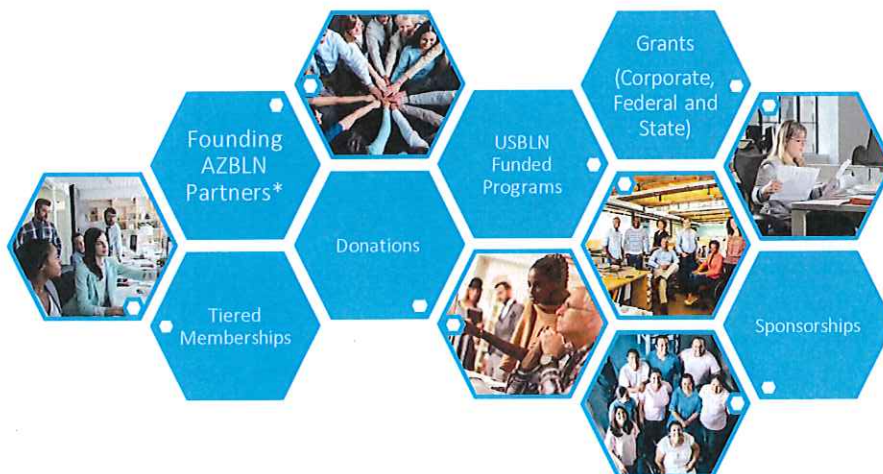 Founding
AZBLN
Partners*
Tiered
Memberships
Donations
USBLN
Funded
Programs
Grants
(Corporate,
Federal and
State)
Sponsorships